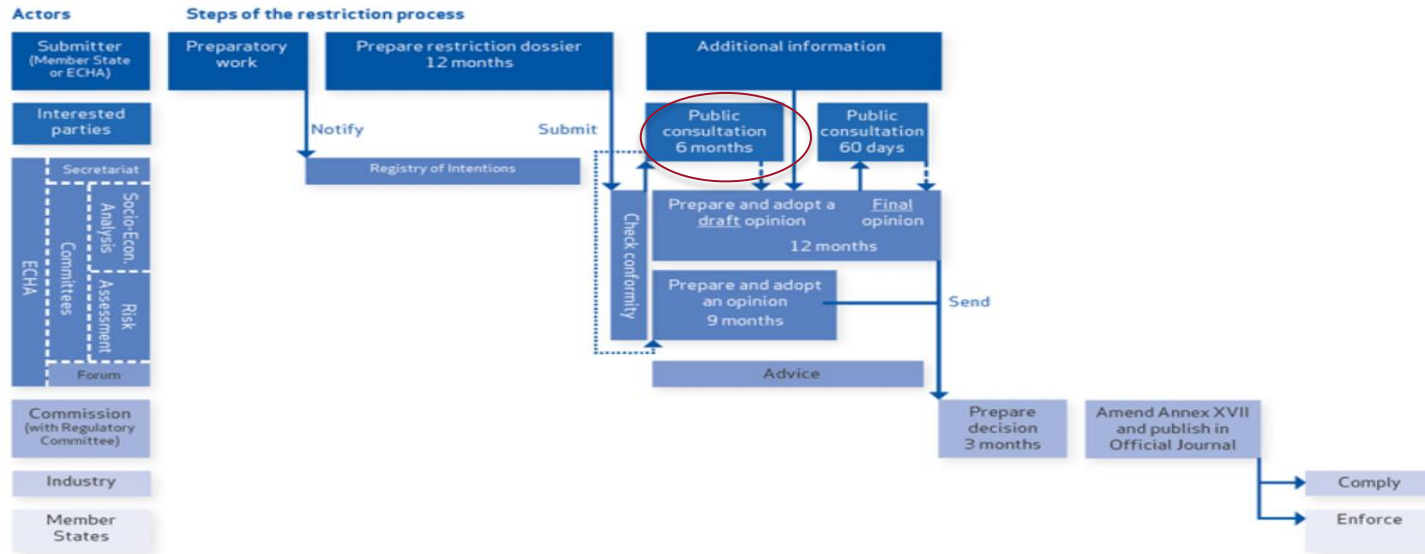 Actors
Steps of the restriction process
Submitter
(Member State
or ECHA)
Preparatory
work
Prepare restriction dossier
12 months
Additional information
Interested
parties
Notify
Submit
Public
consultation
6 months
Public
consultation
60 days
Secretariat
Registry of Intentions
ECHA
Committees
Socio-Econ.
Analysis
Risk
Assessment
Forum
Check conformity
Prepare and adopt a
draft opinion
Final
opinion
12 months
Prepare and adopt
an opinion
9 months
Send
Advice
Commission
(with Regulatory
Committee)
Prepare
decision
3 months
Amend Annex XVII
and publish in
Official Journal
Industry
Comply
Member
States
Enforce